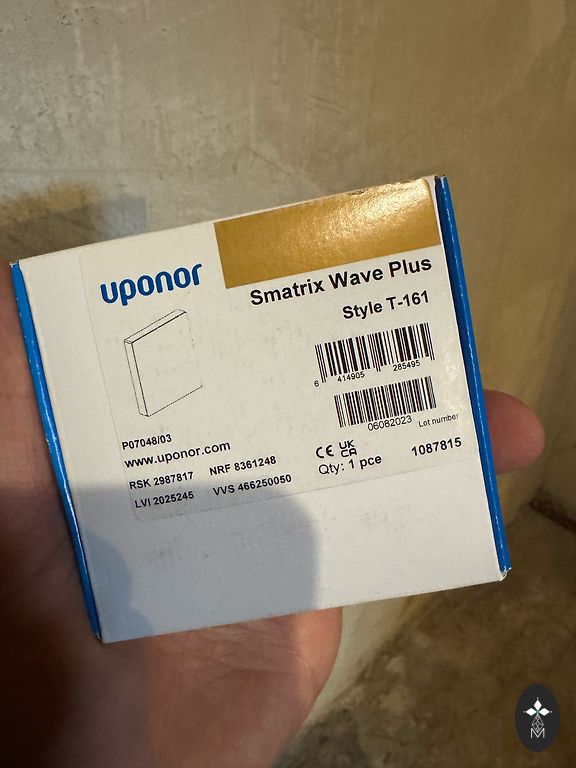 uponor
Smatrix Wave Plus
Style T-161
6 414905 285495
06082023 Lot number
P07048/03
www.uponor.com
RSK 2987817 NRF 8361248
LVI 2025245 VVS 466250050
CE UK CA
Qty: 1 pce
1087815
M